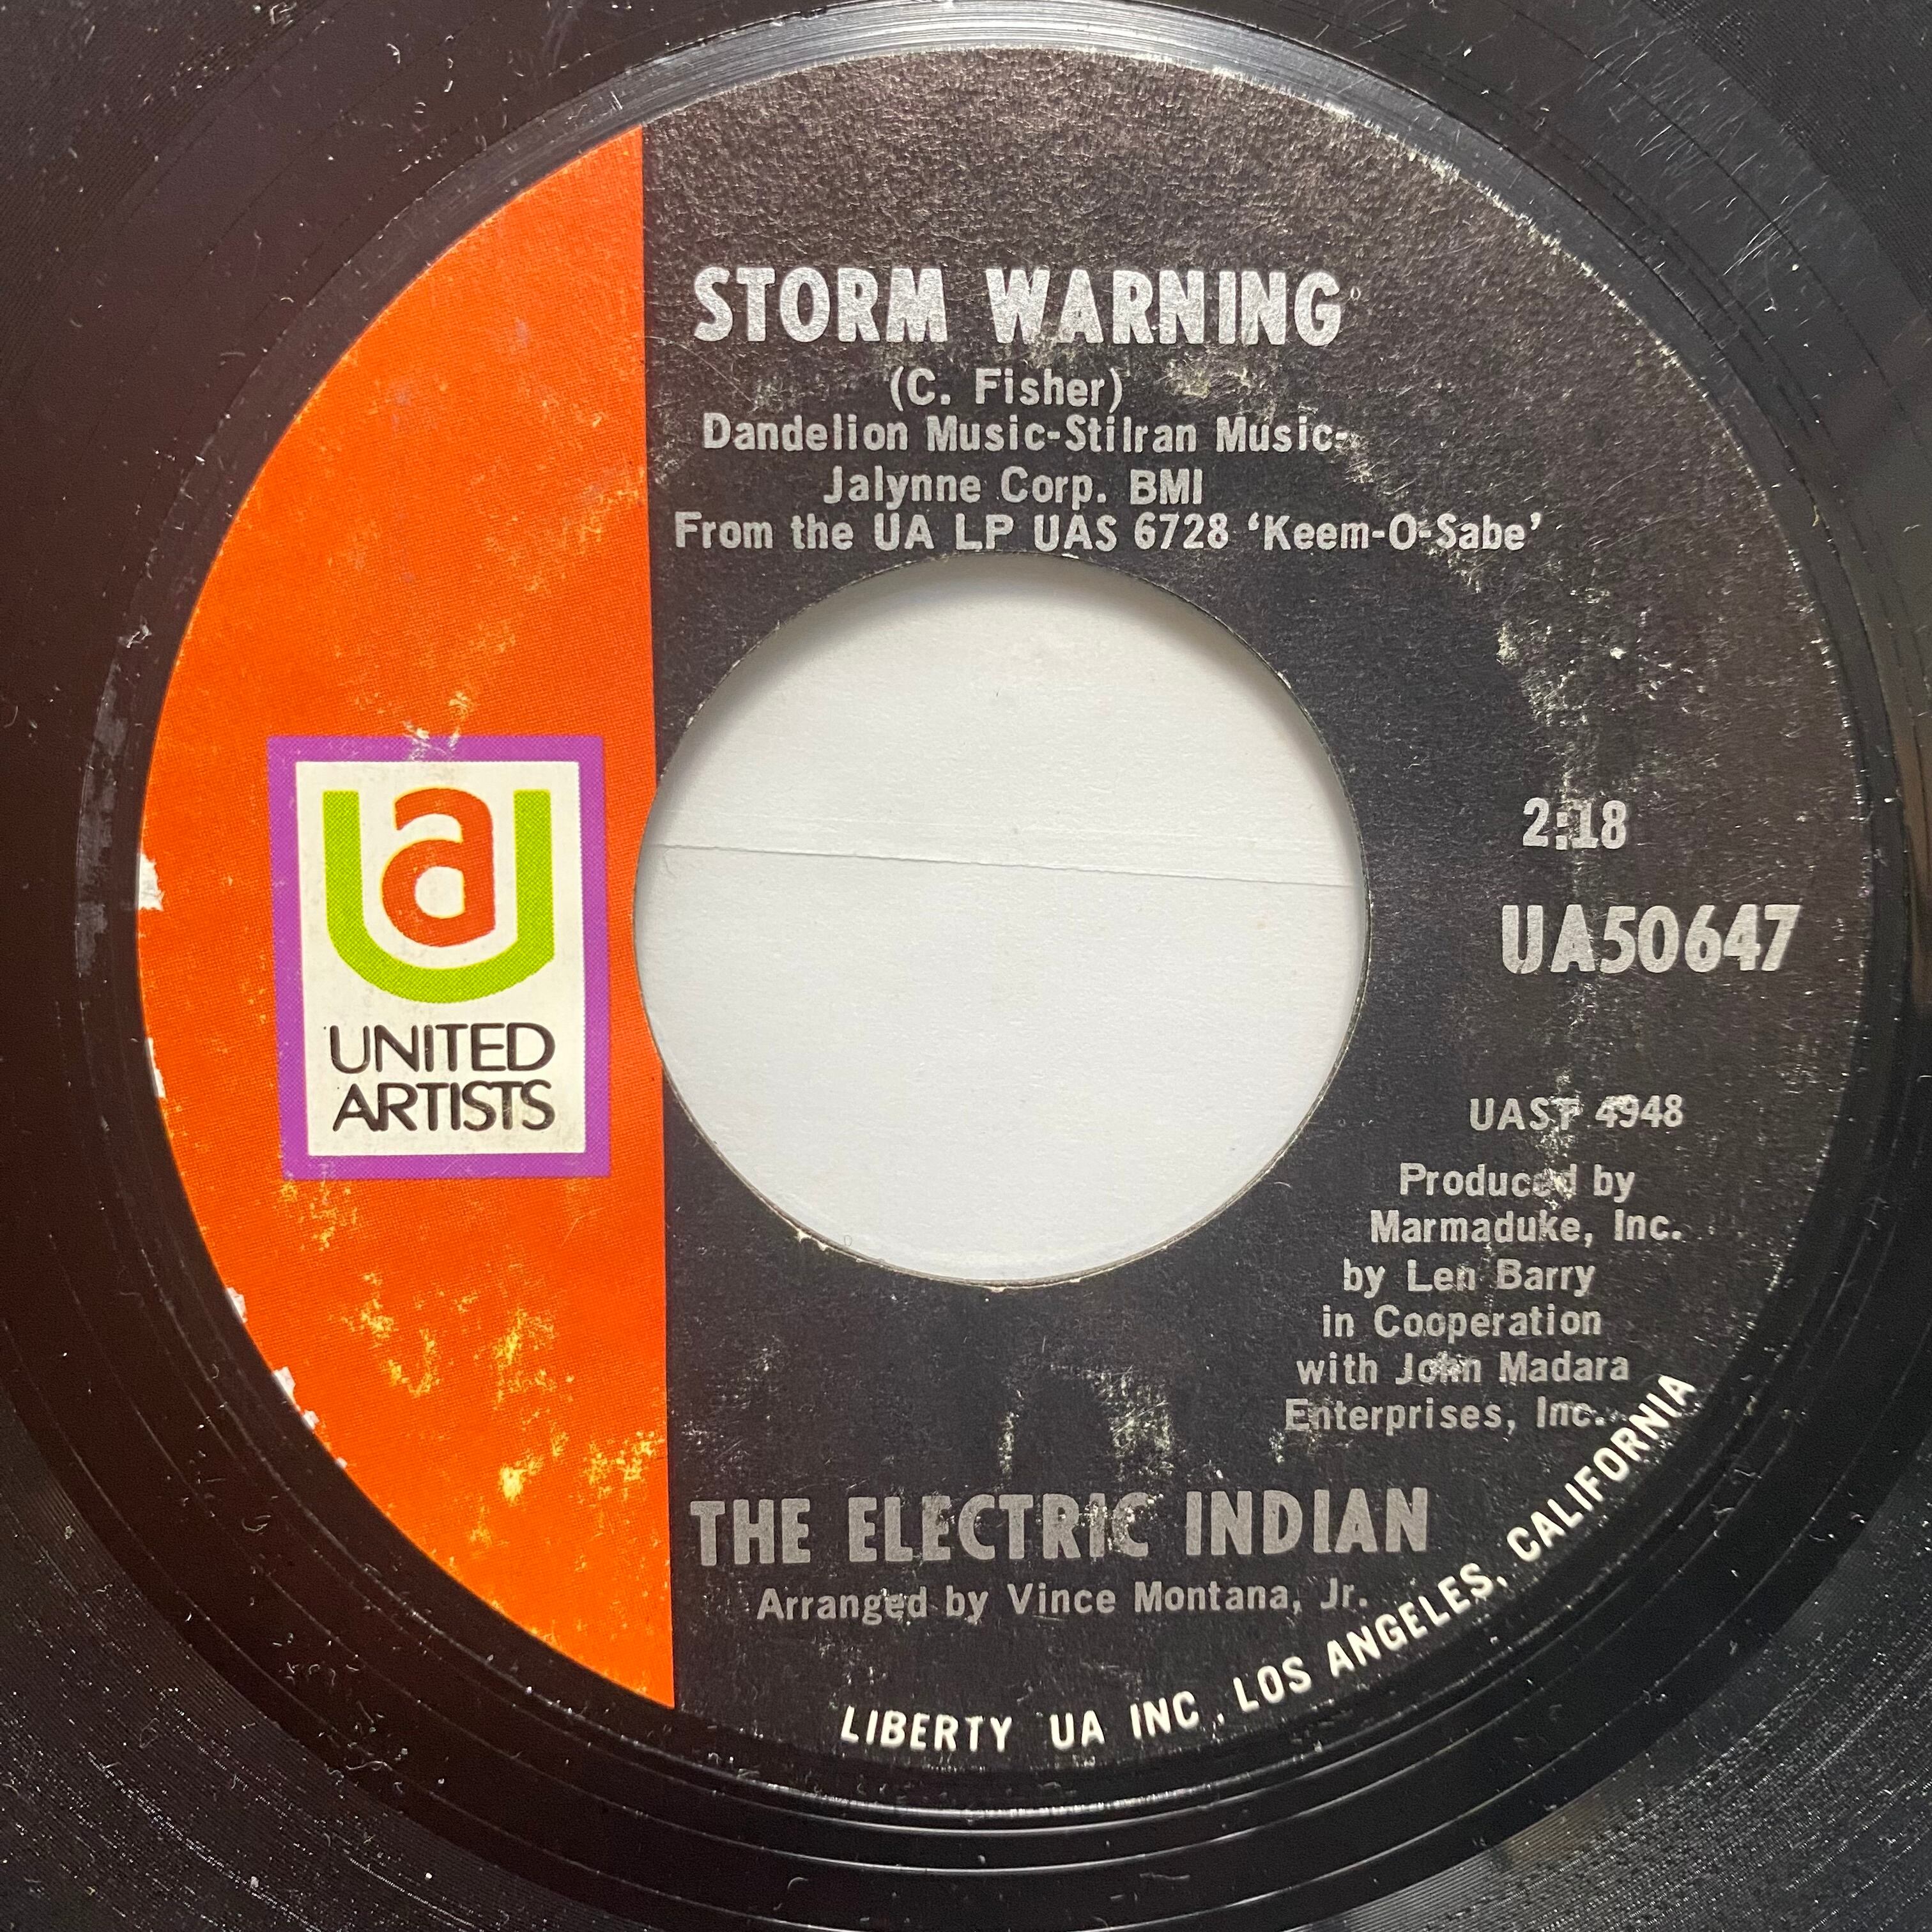 STORM WARNING
(C. Fisher)
Dandelion Music-Stilran Music-
Jalynne Corp. BMI
From the UA LP UAS 6728 ‘Keem-O-Sabe’
ua
UNITED
ARTISTS
2:18
UA50647
UAST 4948
Produced by
Marmaduke, Inc.
by Len Barry
in Cooperation
with John Madara
Enterprises, Inc.
THE ELECTRIC INDIAN
Arranged by Vince Montana, Jr.
LIBERTY UA INC., LOS ANGELES, CALIFORNIA